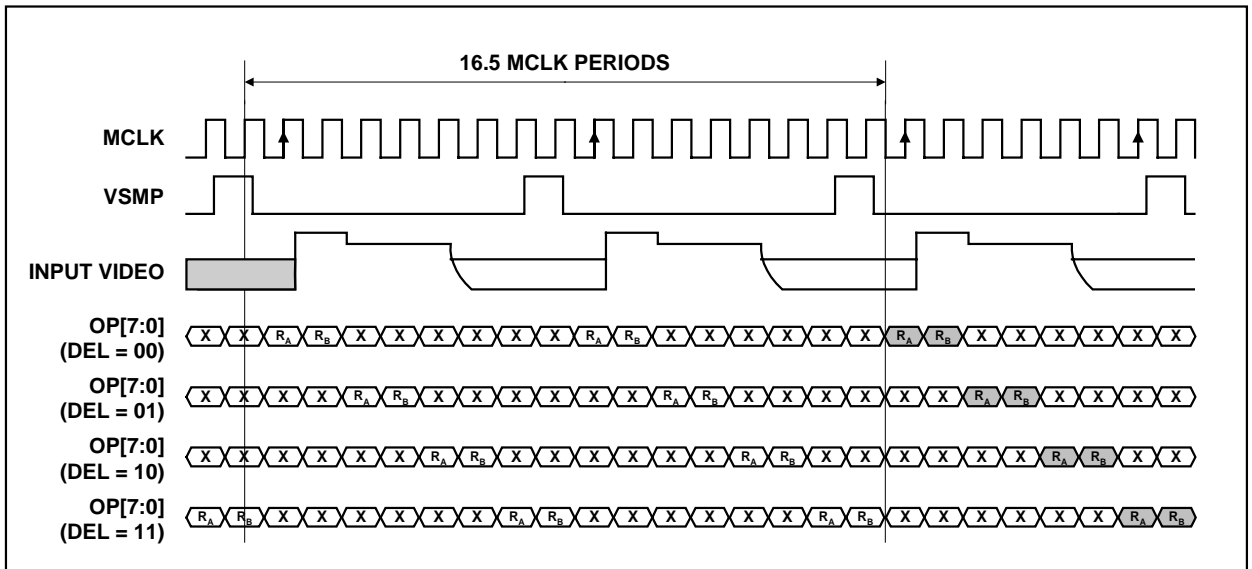 16.5 MCLK PERIODS
MCLK
VSMP
INPUT VIDEO
OP[7:0] X X RA RB X X X X X X RA RB X X X X X X RA RB X X X X X X
(DEL = 00)
OP[7:0] X X X X RA RB X X X X X X RA RB X X X X X X RA RB X X X X
(DEL = 01)
OP[7:0] X X X X X X RA RB X X X X X X RA RB X X X X X X RA RB X X
(DEL = 10)
OP[7:0] RA RB X X X X X X RA RB X X X X X X RA RB X X X X X X RA RB
(DEL = 11)